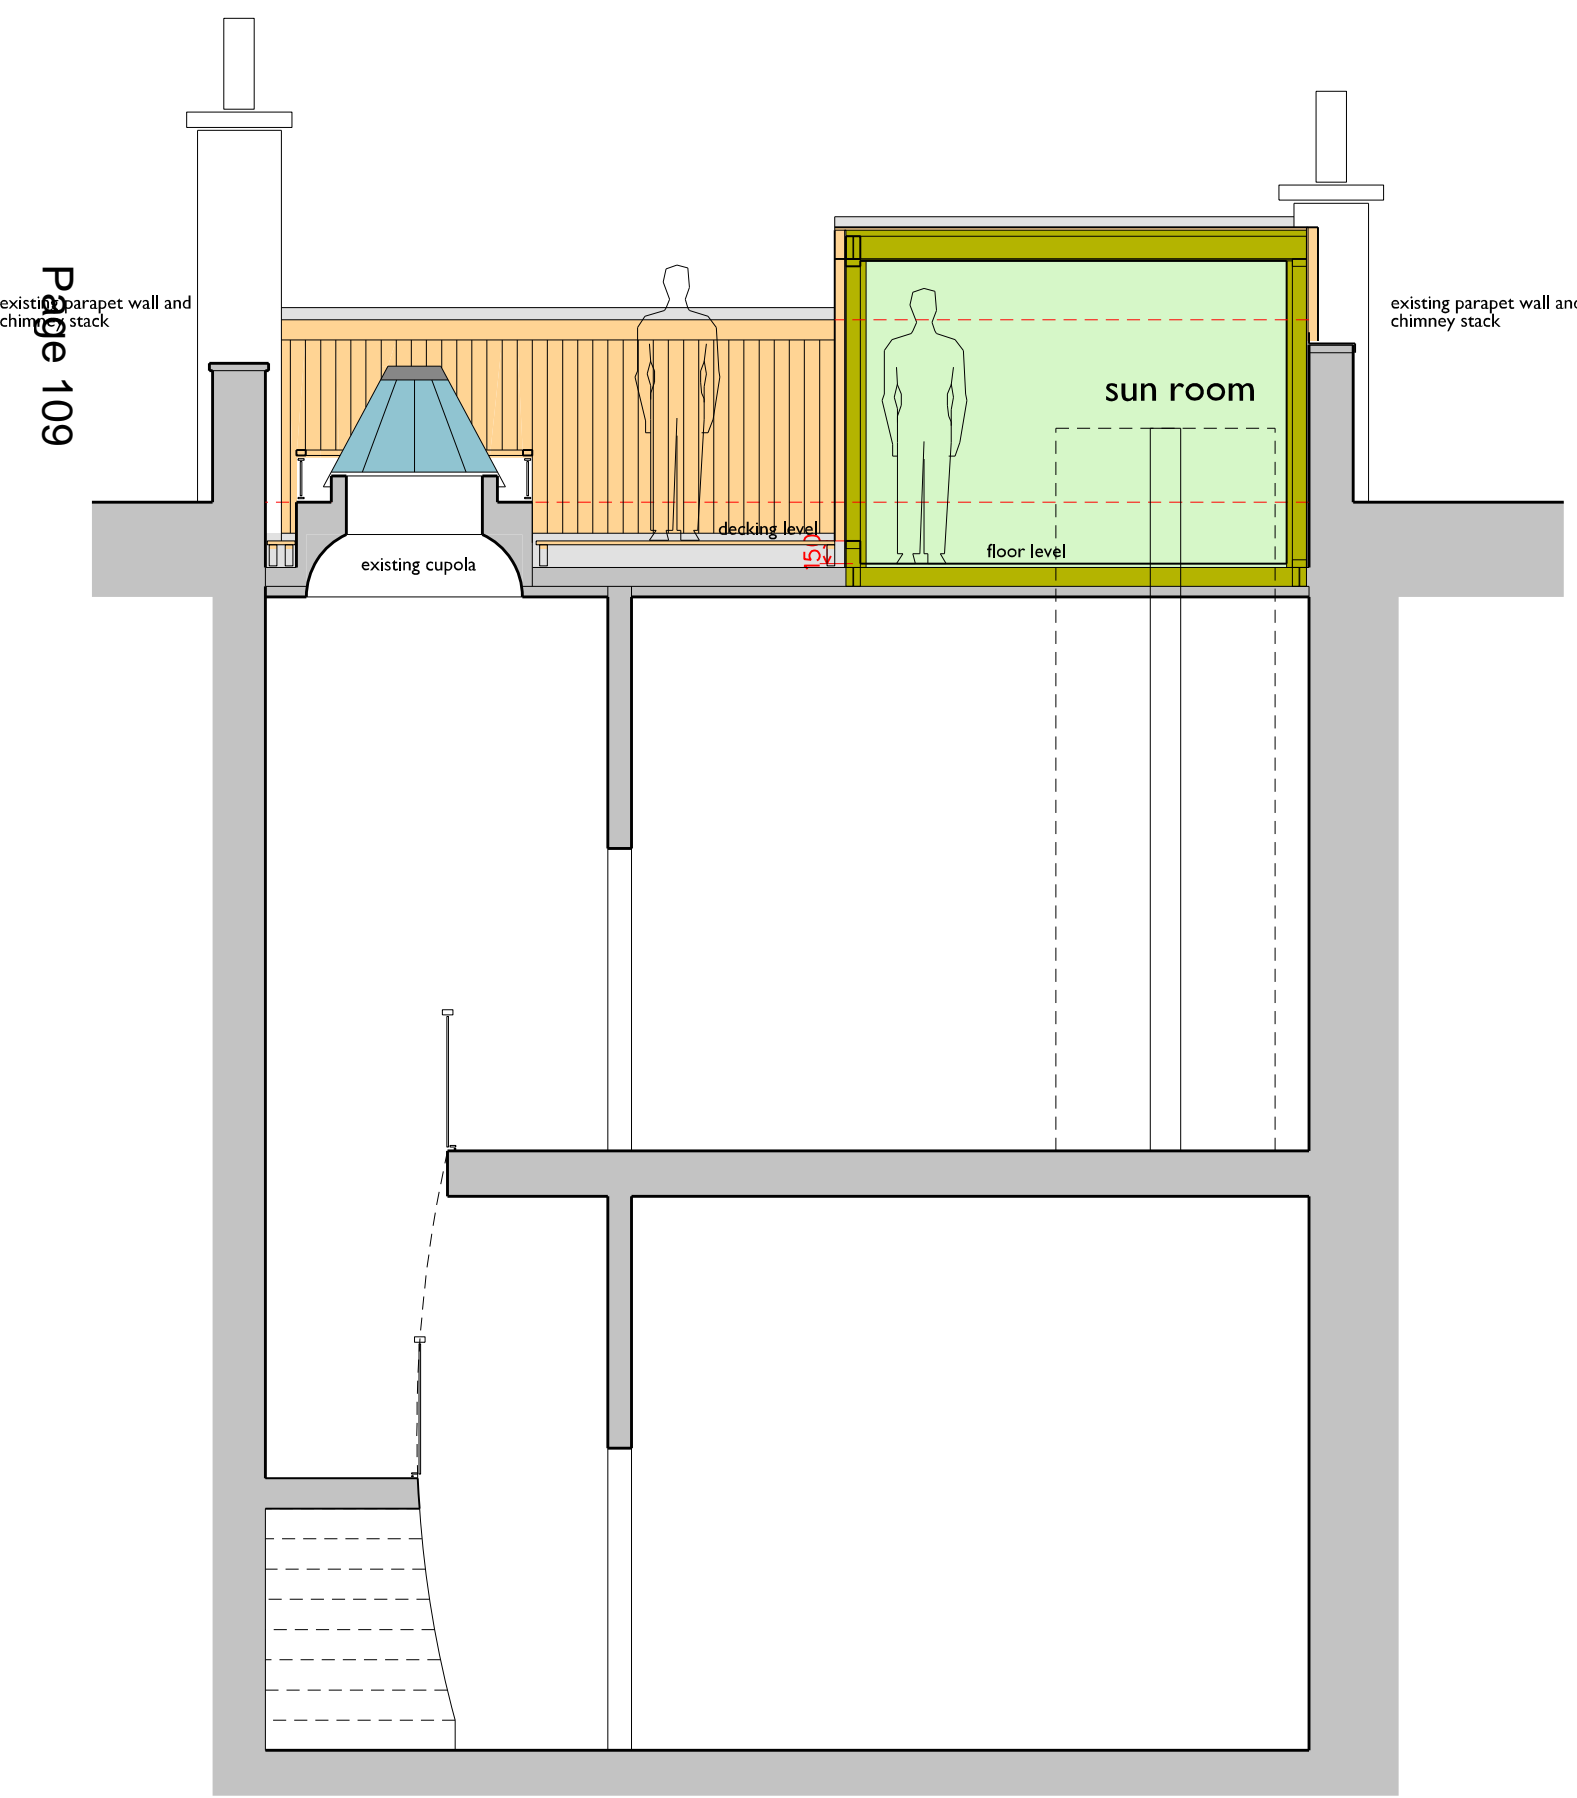 Page 109
existing parapet wall and
chimney stack
existing parapet wall and
chimney stack
sun room
decking level
150
floor level
existing cupola